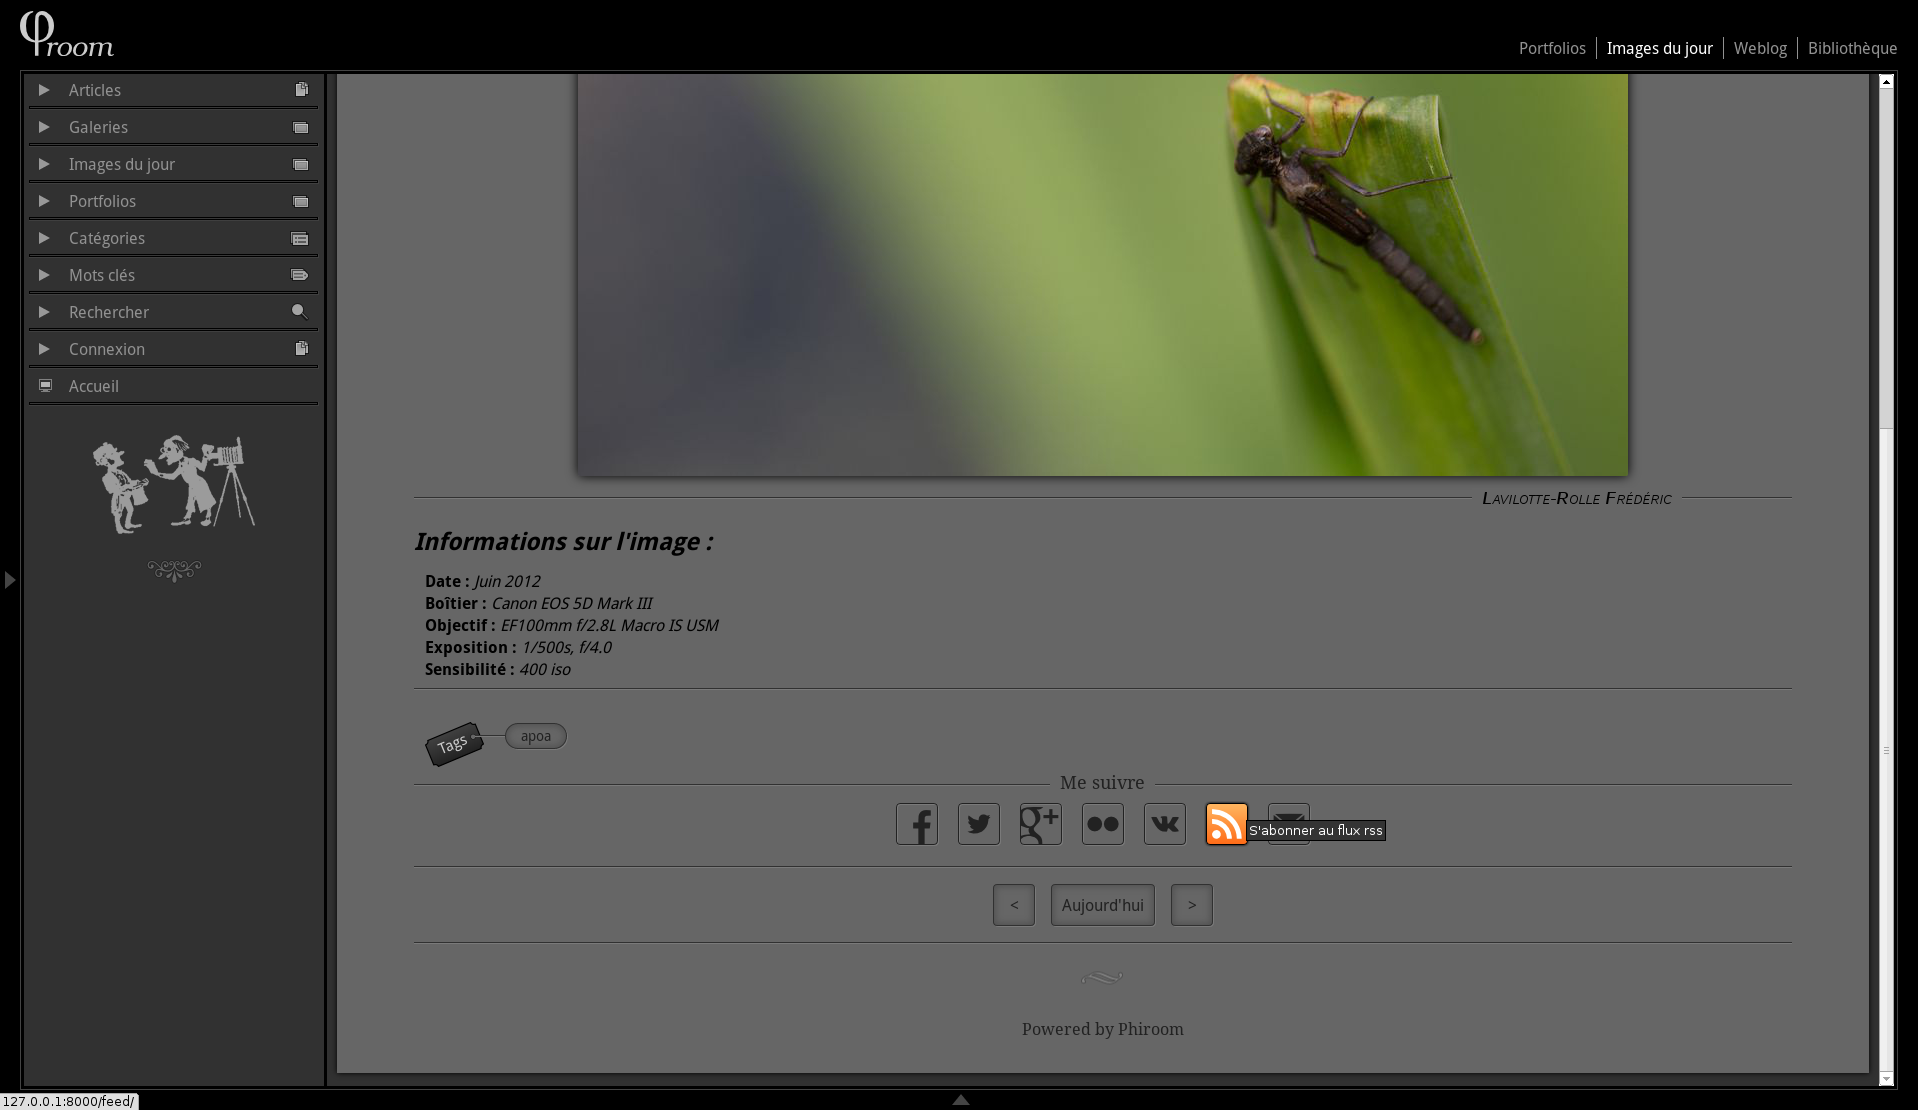 φroom
Portfolios
Images du jour
Weblog
Bibliothèque
Articles
Galeries
Images du jour
Portfolios
Catégories
Mots clés
Rechercher
Connexion
Accueil
Lavilotte-Rolle Frédéric
Informations sur l'image :
Date : Juin 2012
Boîtier : Canon EOS 5D Mark III
Objectif : EF100mm f/2.8L Macro IS USM
Exposition : 1/500s, f/4.0
Sensibilité : 400 iso
Tags
apoa
Me suivre
S'abonner au flux rss
< Aujourd'hui >
Powered by Phiroom
127.0.0.1:8000/feed/